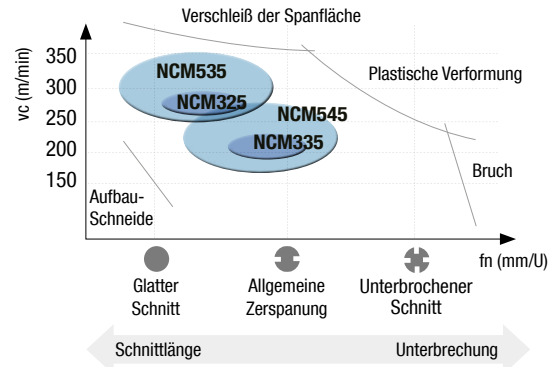 Verschleiß der Spanfläche
vc (m/min)
350
300
250
200
150
NCM535
NCM325
NCM545
NCM335
Plastische Verformung
Bruch
Aufbau-
Schneide
fn (mm/U)
Glatter
Schnitt
Allgemeine
Zerspanung
Unterbrochener
Schnitt
Schnittlänge
Unterbrechung